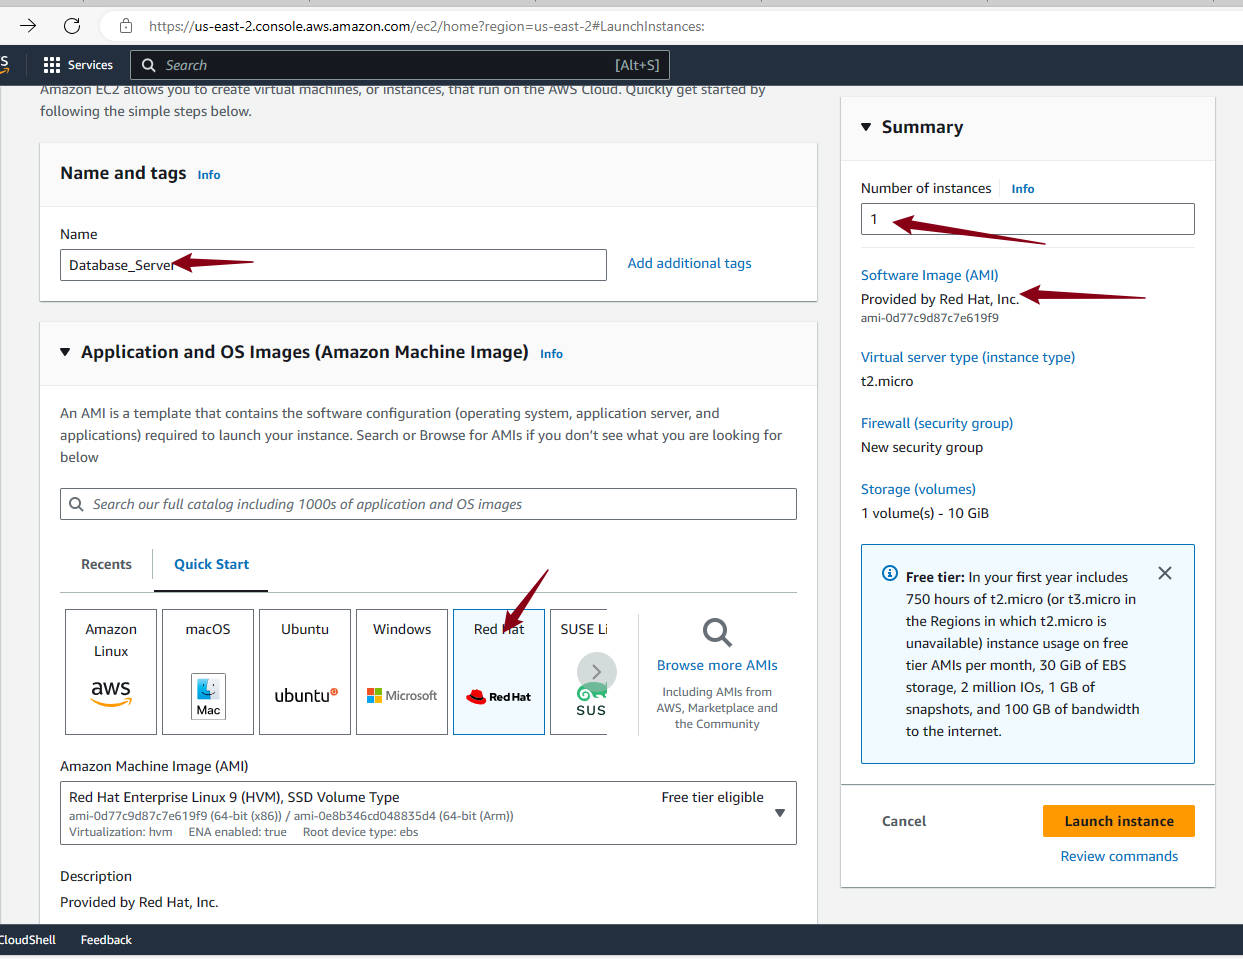 https://us-east-2.console.aws.amazon.com/ec2/home?region=us-east-2#LaunchInstances:
Services
Search
[Alt+S]
Amazon EC2 allows you to create virtual machines, or instances, that run on the AWS Cloud. Quickly get started by
following the simple steps below.
Name and tags Info
Name
Database_Server
Add additional tags
Application and OS Images (Amazon Machine Image) Info
An AMI is a template that contains the software configuration (operating system, application server, and
applications) required to launch your instance. Search or Browse for AMIs if you don't see what you are looking for
below
Search our full catalog including 1000s of application and OS images
Recents
Quick Start
Amazon
Linux
aws
macOS
Mac
Ubuntu
ubuntu
Windows
Microsoft
Red Hat
Red Hat
SUSE Li
SUS
Browse more AMIs
Including AMIs from
AWS, Marketplace and
the Community
Amazon Machine Image (AMI)
Red Hat Enterprise Linux 9 (HVM), SSD Volume Type
Free tier eligible
ami-0d77c9d87c7e619f9 (64-bit (x86)) / ami-0e8b346cd048835d4 (64-bit (Arm))
Virtualization: hvm ENA enabled: true Root device type: ebs
Description
Provided by Red Hat, Inc.
Summary
Number of instances Info
1
Software Image (AMI)
Provided by Red Hat, Inc.
ami-0d77c9d87c7e619f9
Virtual server type (instance type)
t2.micro
Firewall (security group)
New security group
Storage (volumes)
1 volume(s) - 10 GiB
Free tier: In your first year includes
750 hours of t2.micro (or t3.micro in
the Regions in which t2.micro is
unavailable) instance usage on free
tier AMIs per month, 30 GiB of EBS
storage, 2 million IOs, 1 GB of
snapshots, and 100 GB of bandwidth
to the internet.
Cancel
Launch instance
Review commands
CloudShell
Feedback